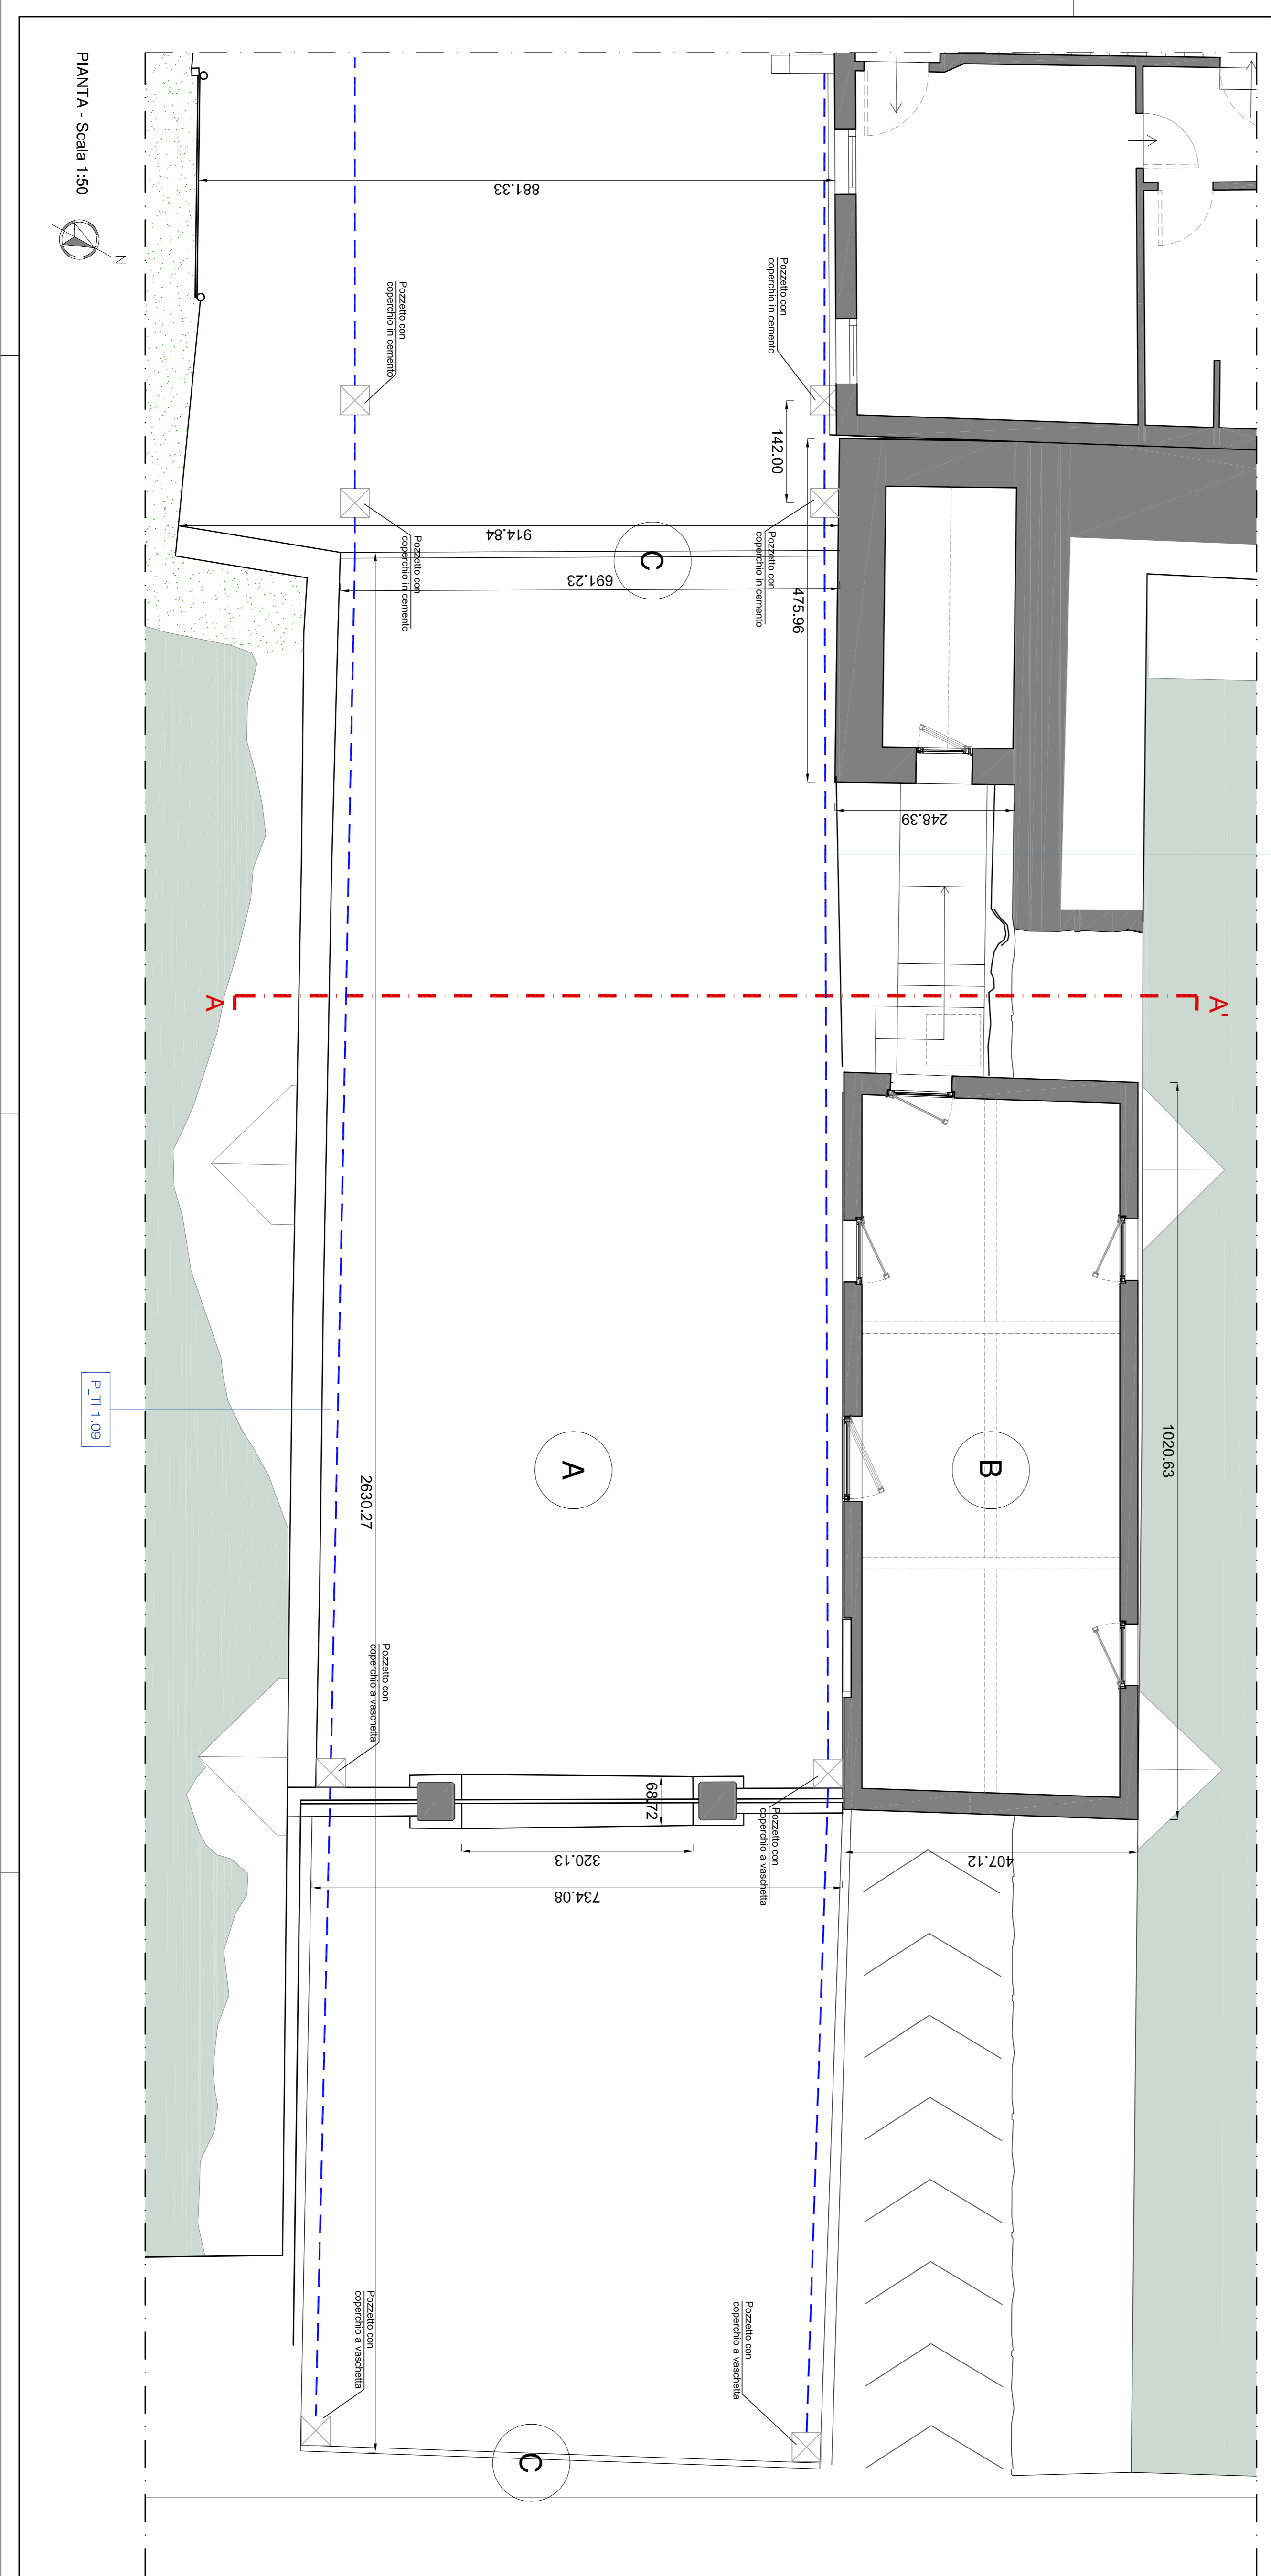 PIANTA - Scala 1:50
N
881.33
Pozzetto con
coperchio in cemento
Pozzetto con
coperchio in cemento
142.00
914.84
C
Pozzetto con
coperchio in cemento
Pozzetto con
coperchio in cemento
691.23
475.96
248.39
A
A'
P_TI 1.09
2630.27
A
B
1020.63
Pozzetto con
coperchio a vaschetta
68.72
Pozzetto con
coperchio a vaschetta
320.13
407.12
734.08
Pozzetto con
coperchio a vaschetta
Pozzetto con
coperchio a vaschetta
C